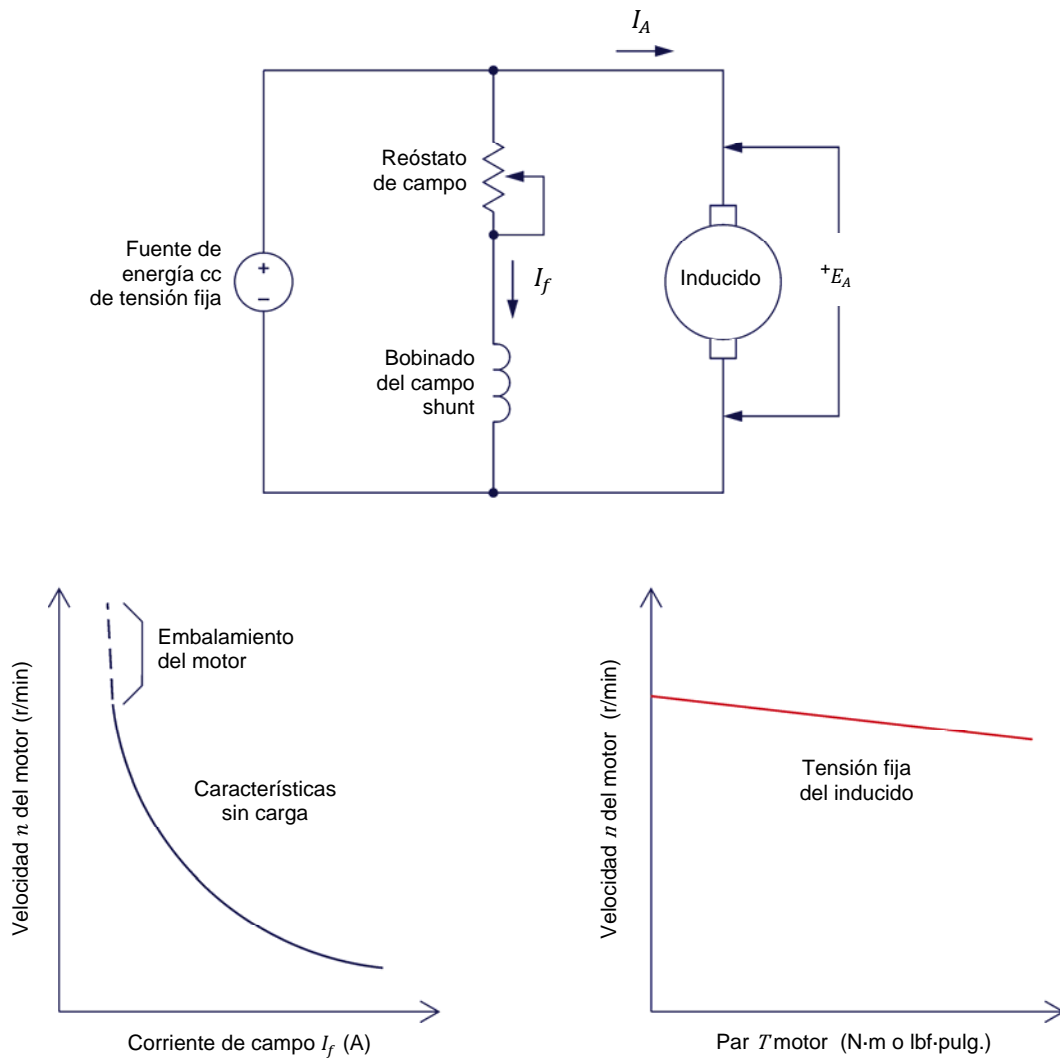 I_A
Reóstato
de campo
Fuente de
energía cc
de tensión fija
+
−
I_f
Inducido
+E_A
Bobinado
del campo
shunt
Velocidad n del motor (r/min)
Embalamiento
del motor
Características
sin carga
Corriente de campo I_f (A)
Velocidad n del motor (r/min)
Tensión fija
del inducido
Par T motor (N·m o lbf·pulg.)